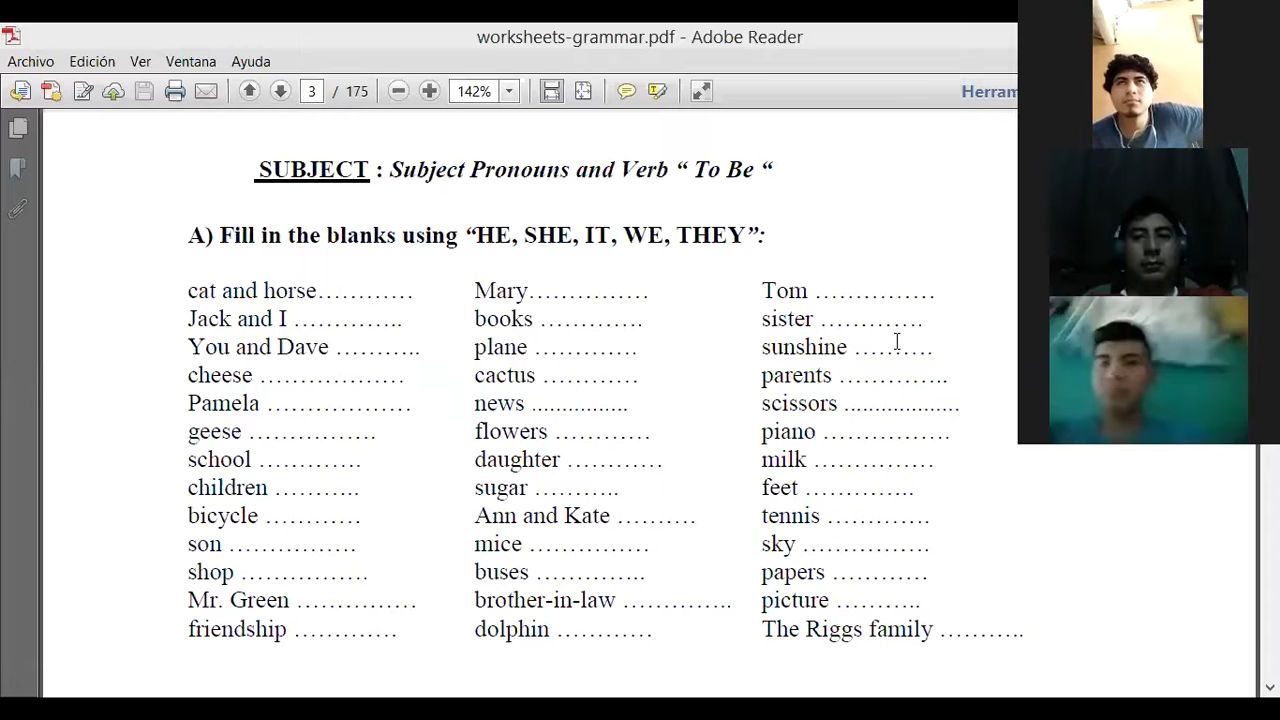 worksheets-grammar.pdf - Adobe Reader
Archivo Edición Ver Ventana Ayuda
3 / 175 142%
SUBJECT : Subject Pronouns and Verb “ To Be “
A) Fill in the blanks using “HE, SHE, IT, WE, THEY”:
cat and horse………… Mary…………… Tom ……………
Jack and I ………….. books …………. sister ………….
You and Dave ……….. plane …………. sunshine ……….
cheese ……………… cactus ………… parents …………..
Pamela ……………… news ............... scissors ..................
geese ……………. flowers ………… piano …………….
school …………. daughter ………… milk ……………
children ……….. sugar ……….. feet …………..
bicycle ………… Ann and Kate ………. tennis ………….
son ……………. mice …………… sky …………….
shop ……………. buses ………….. papers …………
Mr. Green …………… brother-in-law ………….. picture ………..
friendship …………. dolphin ………… The Riggs family ………..